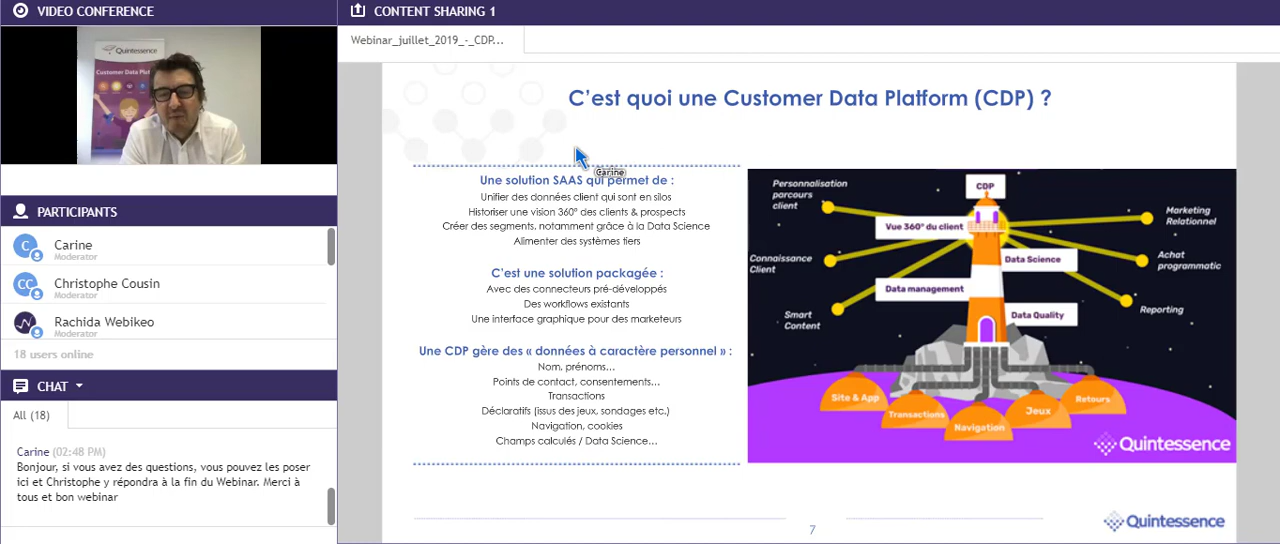 VIDEO CONFERENCE
Quintessence
Customer Data Pla
PARTICIPANTS
C
Carine
Moderator
CC
Christophe Cousin
Moderator
Rachida Webikeo
Moderator
18 users online
CHAT
All (18)
Carine (02:48 PM)
Bonjour, si vous avez des questions, vous pouvez les poser
ici et Christophe y répondra à la fin du Webinar. Merci à
tous et bon webinar
CONTENT SHARING 1
Webinar_juillet_2019_-_CDP...
C'est quoi une Customer Data Platform (CDP) ?
Carine
Une solution SAAS qui permet de :
Unifier des données client qui sont en silos
Historiser une vision 360° des clients & prospects
Créer des segments, notamment grâce à la Data Science
Alimenter des systèmes tiers
C'est une solution packagée :
Avec des connecteurs pré-développés
Des workflows existants
Une interface graphique pour des marketeurs
Une CDP gère des « données à caractère personnel » :
Nom, prénoms...
Points de contact, consentements...
Transactions
Déclaratifs (issus des jeux, sondages etc.)
Navigation, cookies
Champs calculés / Data Science...
CDP
Personnalisation
parcours
client
Marketing
Relationnel
Vue 360° du client
Connaissance
Client
Data Science
Achat
programmatic
Data management
Smart
Content
Data Quality
Reporting
Site & App
Transactions
Navigation
Jeux
Retours
Quintessence
7
Quintessence